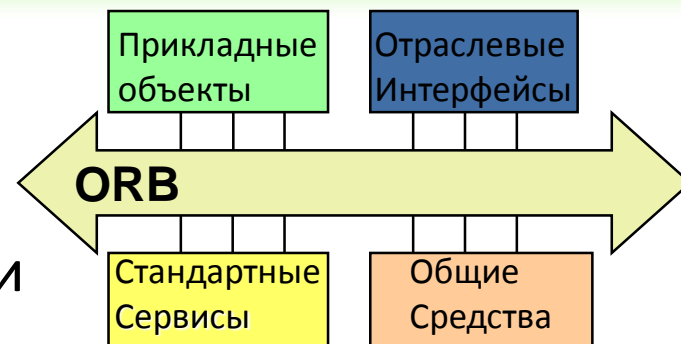 Прикладные
объекты
Отраслевые
Интерфейсы
ORB
и
Стандартные
Сервисы
Общие
Средства